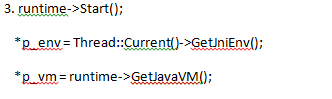 3. runtime->Start();
*p_env = Thread::Current()->GetJniEnv();
*p_vm = runtime->GetJavaVM();